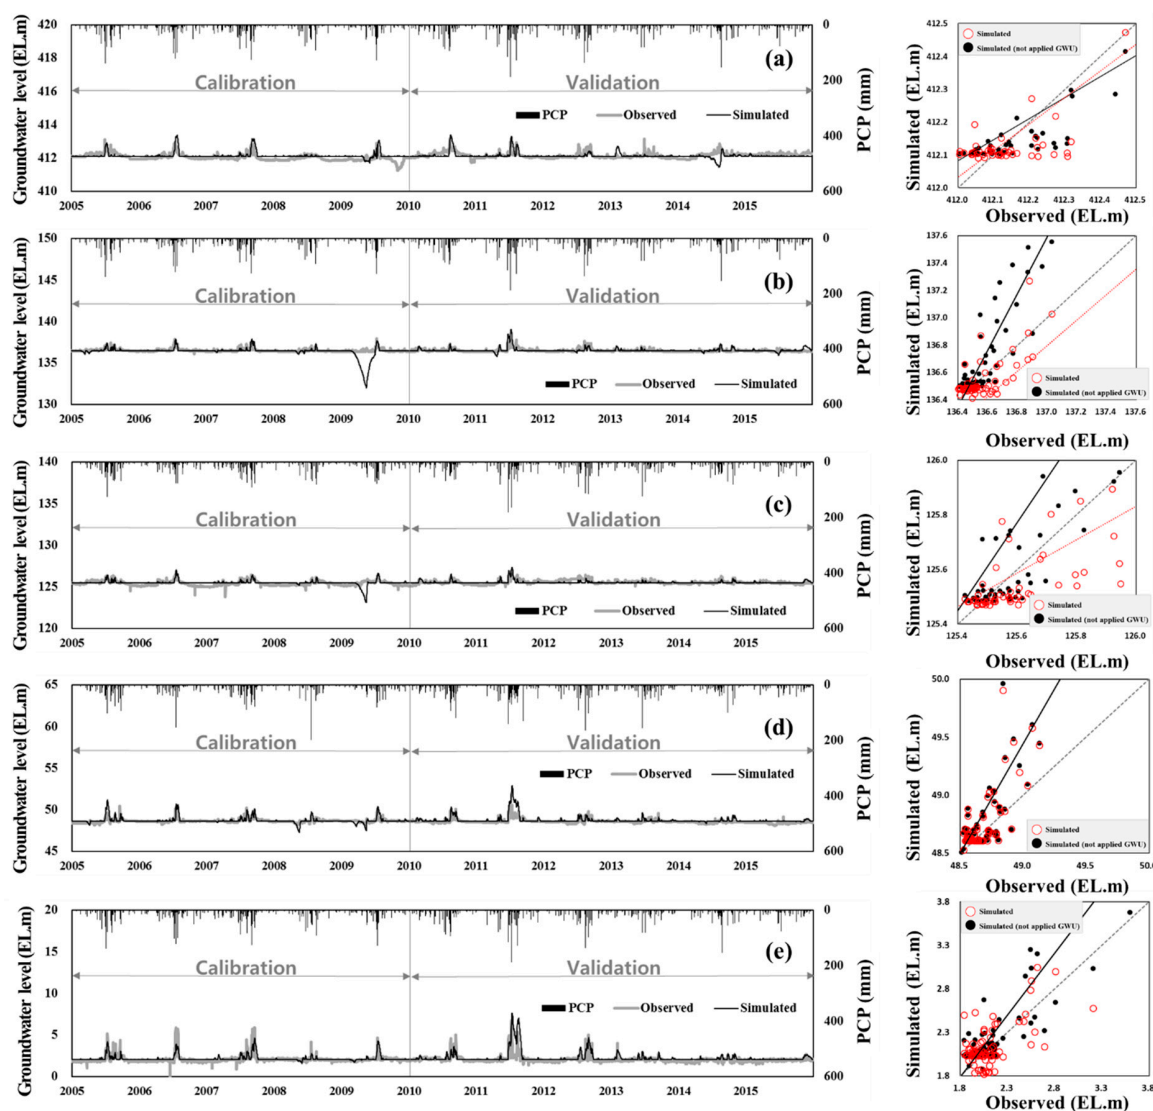 Groundwater level (EL.m)
420
418
416
414
412
410
0
200
400
600
PCP (mm)
(a)
Calibration
Validation
PCP Observed Simulated
2005 2006 2007 2008 2009 2010 2011 2012 2013 2014 2015
Simulated (EL.m)
412.5
412.4
412.3
412.2
412.1
412.0
Simulated
Simulated (not applied GWU)
412.0 412.1 412.2 412.3 412.4 412.5
Observed (EL.m)
Groundwater level (EL.m)
150
145
140
135
130
0
200
400
600
PCP (mm)
(b)
Calibration
Validation
PCP Observed Simulated
2005 2006 2007 2008 2009 2010 2011 2012 2013 2014 2015
Simulated (EL.m)
137.6
137.4
137.2
137.0
136.8
136.6
136.4
Simulated
Simulated (not applied GWU)
136.4 136.6 136.8 137.0 137.2 137.4 137.6
Observed (EL.m)
Groundwater level (EL.m)
140
135
130
125
120
0
200
400
600
PCP (mm)
(c)
Calibration
Validation
PCP Observed Simulated
2005 2006 2007 2008 2009 2010 2011 2012 2013 2014 2015
Simulated (EL.m)
126.0
125.8
125.6
125.4
Simulated
Simulated (not applied GWU)
125.4 125.6 125.8 126.0
Observed (EL.m)
Groundwater level (EL.m)
65
60
55
50
45
0
200
400
600
PCP (mm)
(d)
Calibration
Validation
PCP Observed Simulated
2005 2006 2007 2008 2009 2010 2011 2012 2013 2014 2015
Simulated (EL.m)
50.0
49.5
49.0
48.5
Simulated
Simulated (not applied GWU)
48.5 49.0 49.5 50.0
Observed (EL.m)
Groundwater level (EL.m)
20
15
10
5
0
0
200
400
600
PCP (mm)
(e)
Calibration
Validation
PCP Observed Simulated
2005 2006 2007 2008 2009 2010 2011 2012 2013 2014 2015
Simulated (EL.m)
3.8
3.3
2.8
2.3
1.8
Simulated
Simulated (not applied GWU)
1.8 2.3 2.8 3.3 3.8
Observed (EL.m)